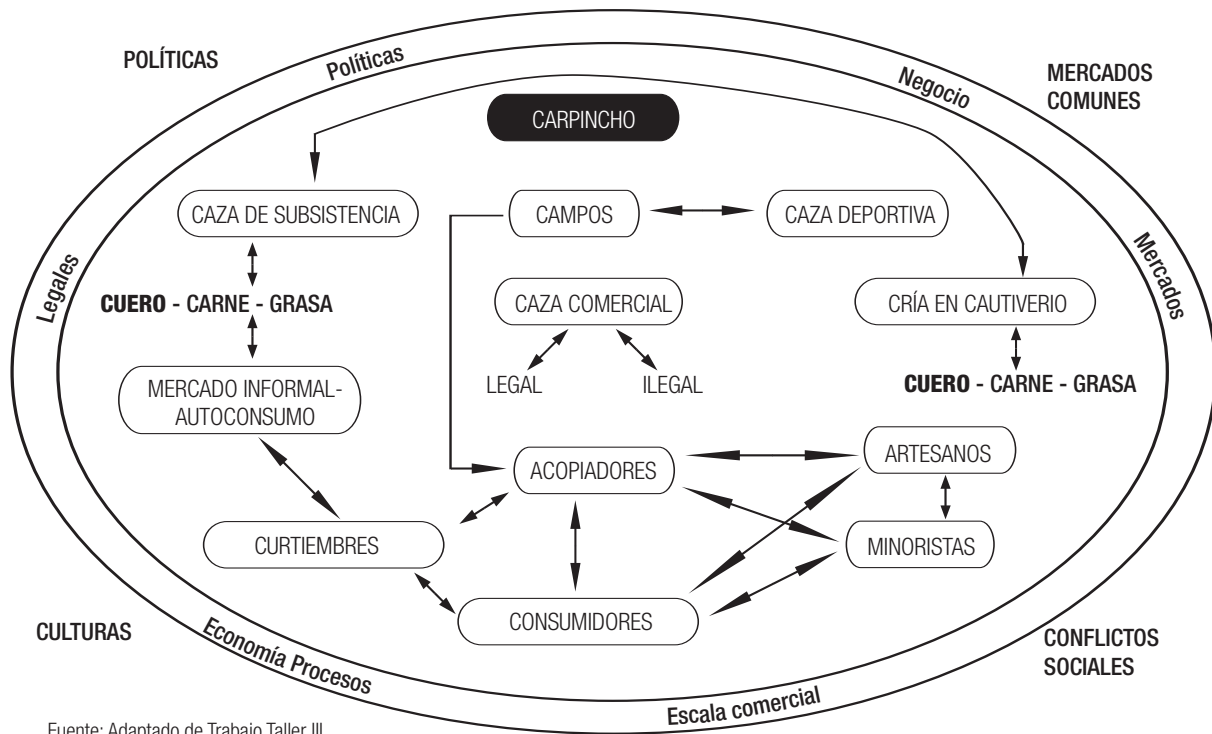 POLÍTICAS
Políticas
Negocio
MERCADOS
COMUNES
CARPINCHO
CAZA DE SUBSISTENCIA
CAMPOS
CAZA DEPORTIVA
Legales
Mercados
CUERO - CARNE - GRASA
CAZA COMERCIAL
CRÍA EN CAUTIVERIO
LEGAL
ILEGAL
CUERO - CARNE - GRASA
MERCADO INFORMAL-
AUTOCONSUMO
ACOPIADORES
ARTESANOS
CURTIEMBRES
MINORISTAS
CONSUMIDORES
CULTURAS
Economía Procesos
Escala comercial
CONFLICTOS
SOCIALES
Fuente: Adaptado de Trabajo Taller III